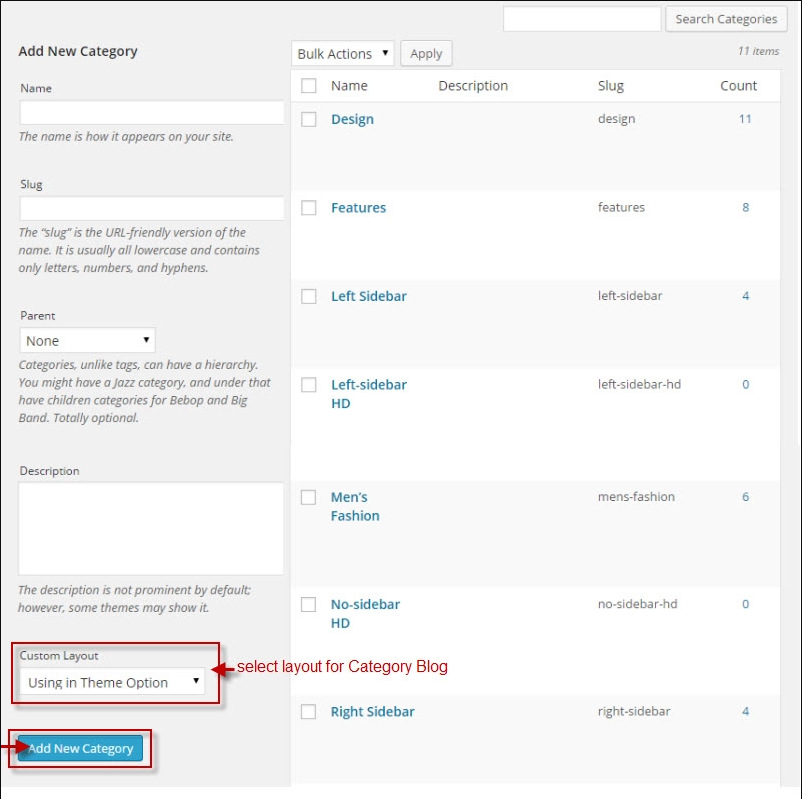 Search Categories
Add New Category
Bulk Actions
Apply
11 items
Name
The name is how it appears on your site.
Slug
The “slug” is the URL-friendly version of the
name. It is usually all lowercase and contains
only letters, numbers, and hyphens.
Parent
None
Categories, unlike tags, can have a hierarchy.
You might have a Jazz category, and under that
have children categories for Bebop and Big
Band. Totally optional.
Description
The description is not prominent by default;
however, some themes may show it.
Custom Layout
Using in Theme Option
select layout for Category Blog
Add New Category
Name Description Slug Count
Design design 11
Features features 8
Left Sidebar left-sidebar 4
Left-sidebar left-sidebar-hd 0
HD
Men’s mens-fashion 6
Fashion
No-sidebar no-sidebar-hd 0
HD
Right Sidebar right-sidebar 4